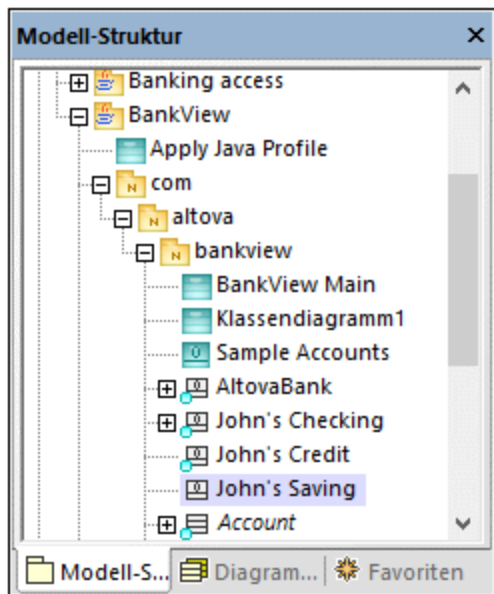 Modell-Struktur
Banking access
BankView
Apply Java Profile
com
altova
bankview
BankView Main
Klassendiagramm1
Sample Accounts
AltovaBank
John's Checking
John's Credit
John's Saving
Account
Modell-S... Diagram... Favoriten